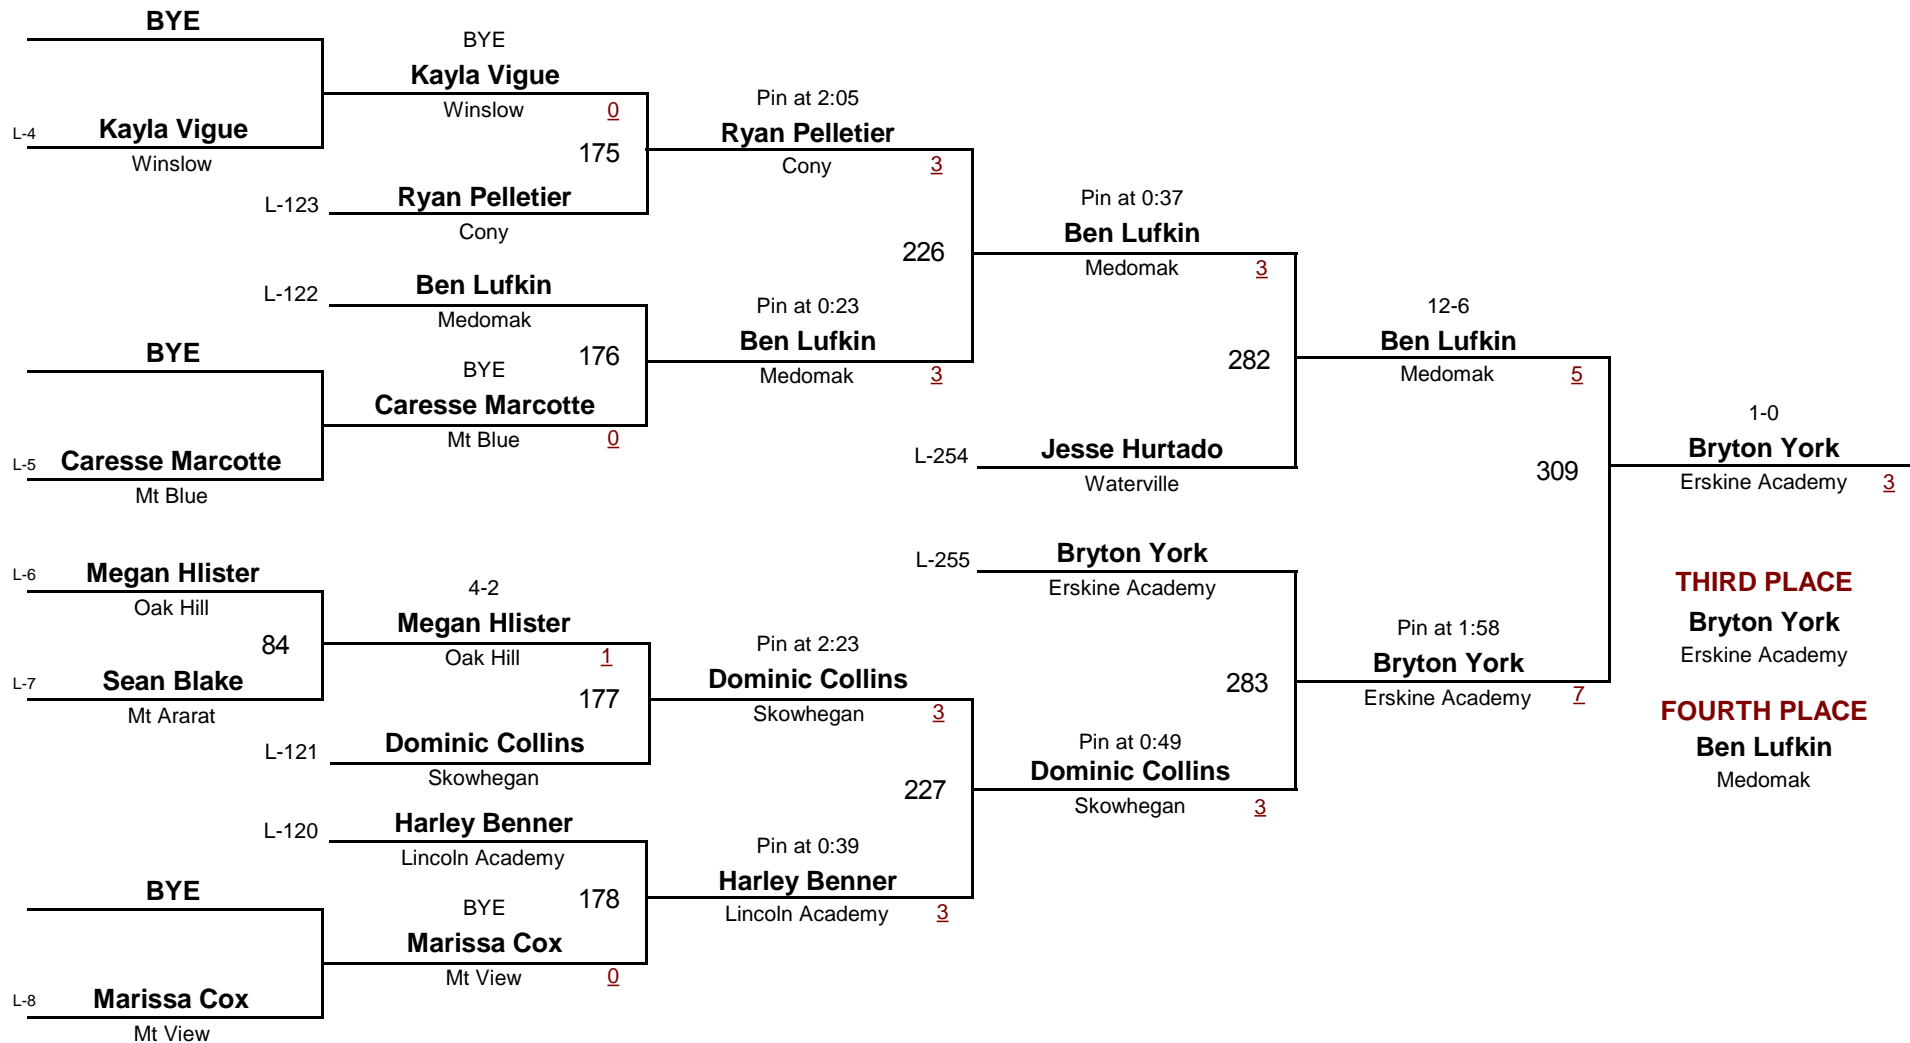 BYE
L-4
Kayla Vigue
Winslow
BYE
Kayla Vigue
Winslow
0
175
L-123
Ryan Pelletier
Cony
Pin at 2:05
Ryan Pelletier
Cony
3
L-122
Ben Lufkin
Medomak
176
BYE
L-5
Caresse Marcotte
Mt Blue
BYE
Caresse Marcotte
Mt Blue
0
Pin at 0:23
Ben Lufkin
Medomak
3
226
Pin at 0:37
Ben Lufkin
Medomak
3
282
L-254
Jesse Hurtado
Waterville
12-6
Ben Lufkin
Medomak
5
L-6
Megan Hlister
Oak Hill
84
L-7
Sean Blake
Mt Ararat
4-2
Megan Hlister
Oak Hill
1
177
L-121
Dominic Collins
Skowhegan
Pin at 2:23
Dominic Collins
Skowhegan
3
L-120
Harley Benner
Lincoln Academy
178
BYE
L-8
Marissa Cox
Mt View
BYE
Marissa Cox
Mt View
0
Pin at 0:39
Harley Benner
Lincoln Academy
3
227
L-255
Bryton York
Erskine Academy
283
Pin at 0:49
Dominic Collins
Skowhegan
3
Pin at 1:58
Bryton York
Erskine Academy
7
309
1-0
Bryton York
Erskine Academy
3
THIRD PLACE
Bryton York
Erskine Academy
FOURTH PLACE
Ben Lufkin
Medomak